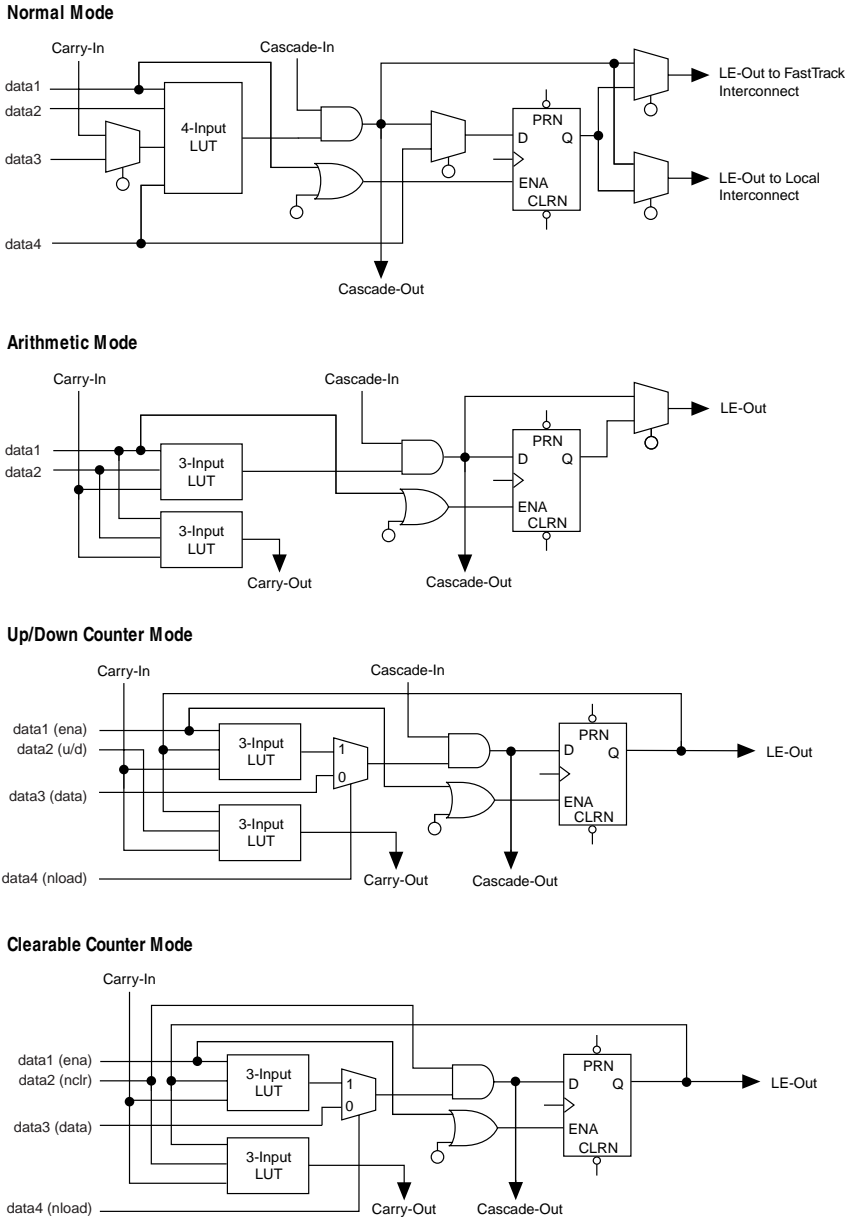 Normal Mode
Carry-In
Cascade-In
data1
data2
data3
data4
4-Input
LUT
PRN
D
Q
ENA
CLRN
LE-Out to FastTrack
Interconnect
LE-Out to Local
Interconnect
Cascade-Out
Arithmetic Mode
Carry-In
Cascade-In
data1
data2
3-Input
LUT
3-Input
LUT
PRN
D
Q
ENA
CLRN
LE-Out
Carry-Out
Cascade-Out
Up/Down Counter Mode
Carry-In
Cascade-In
data1 (ena)
data2 (u/d)
data3 (data)
data4 (nload)
3-Input
LUT
3-Input
LUT
1
0
PRN
D
Q
ENA
CLRN
LE-Out
Carry-Out
Cascade-Out
Clearable Counter Mode
Carry-In
data1 (ena)
data2 (nclr)
data3 (data)
data4 (nload)
3-Input
LUT
3-Input
LUT
1
0
PRN
D
Q
ENA
CLRN
LE-Out
Carry-Out
Cascade-Out